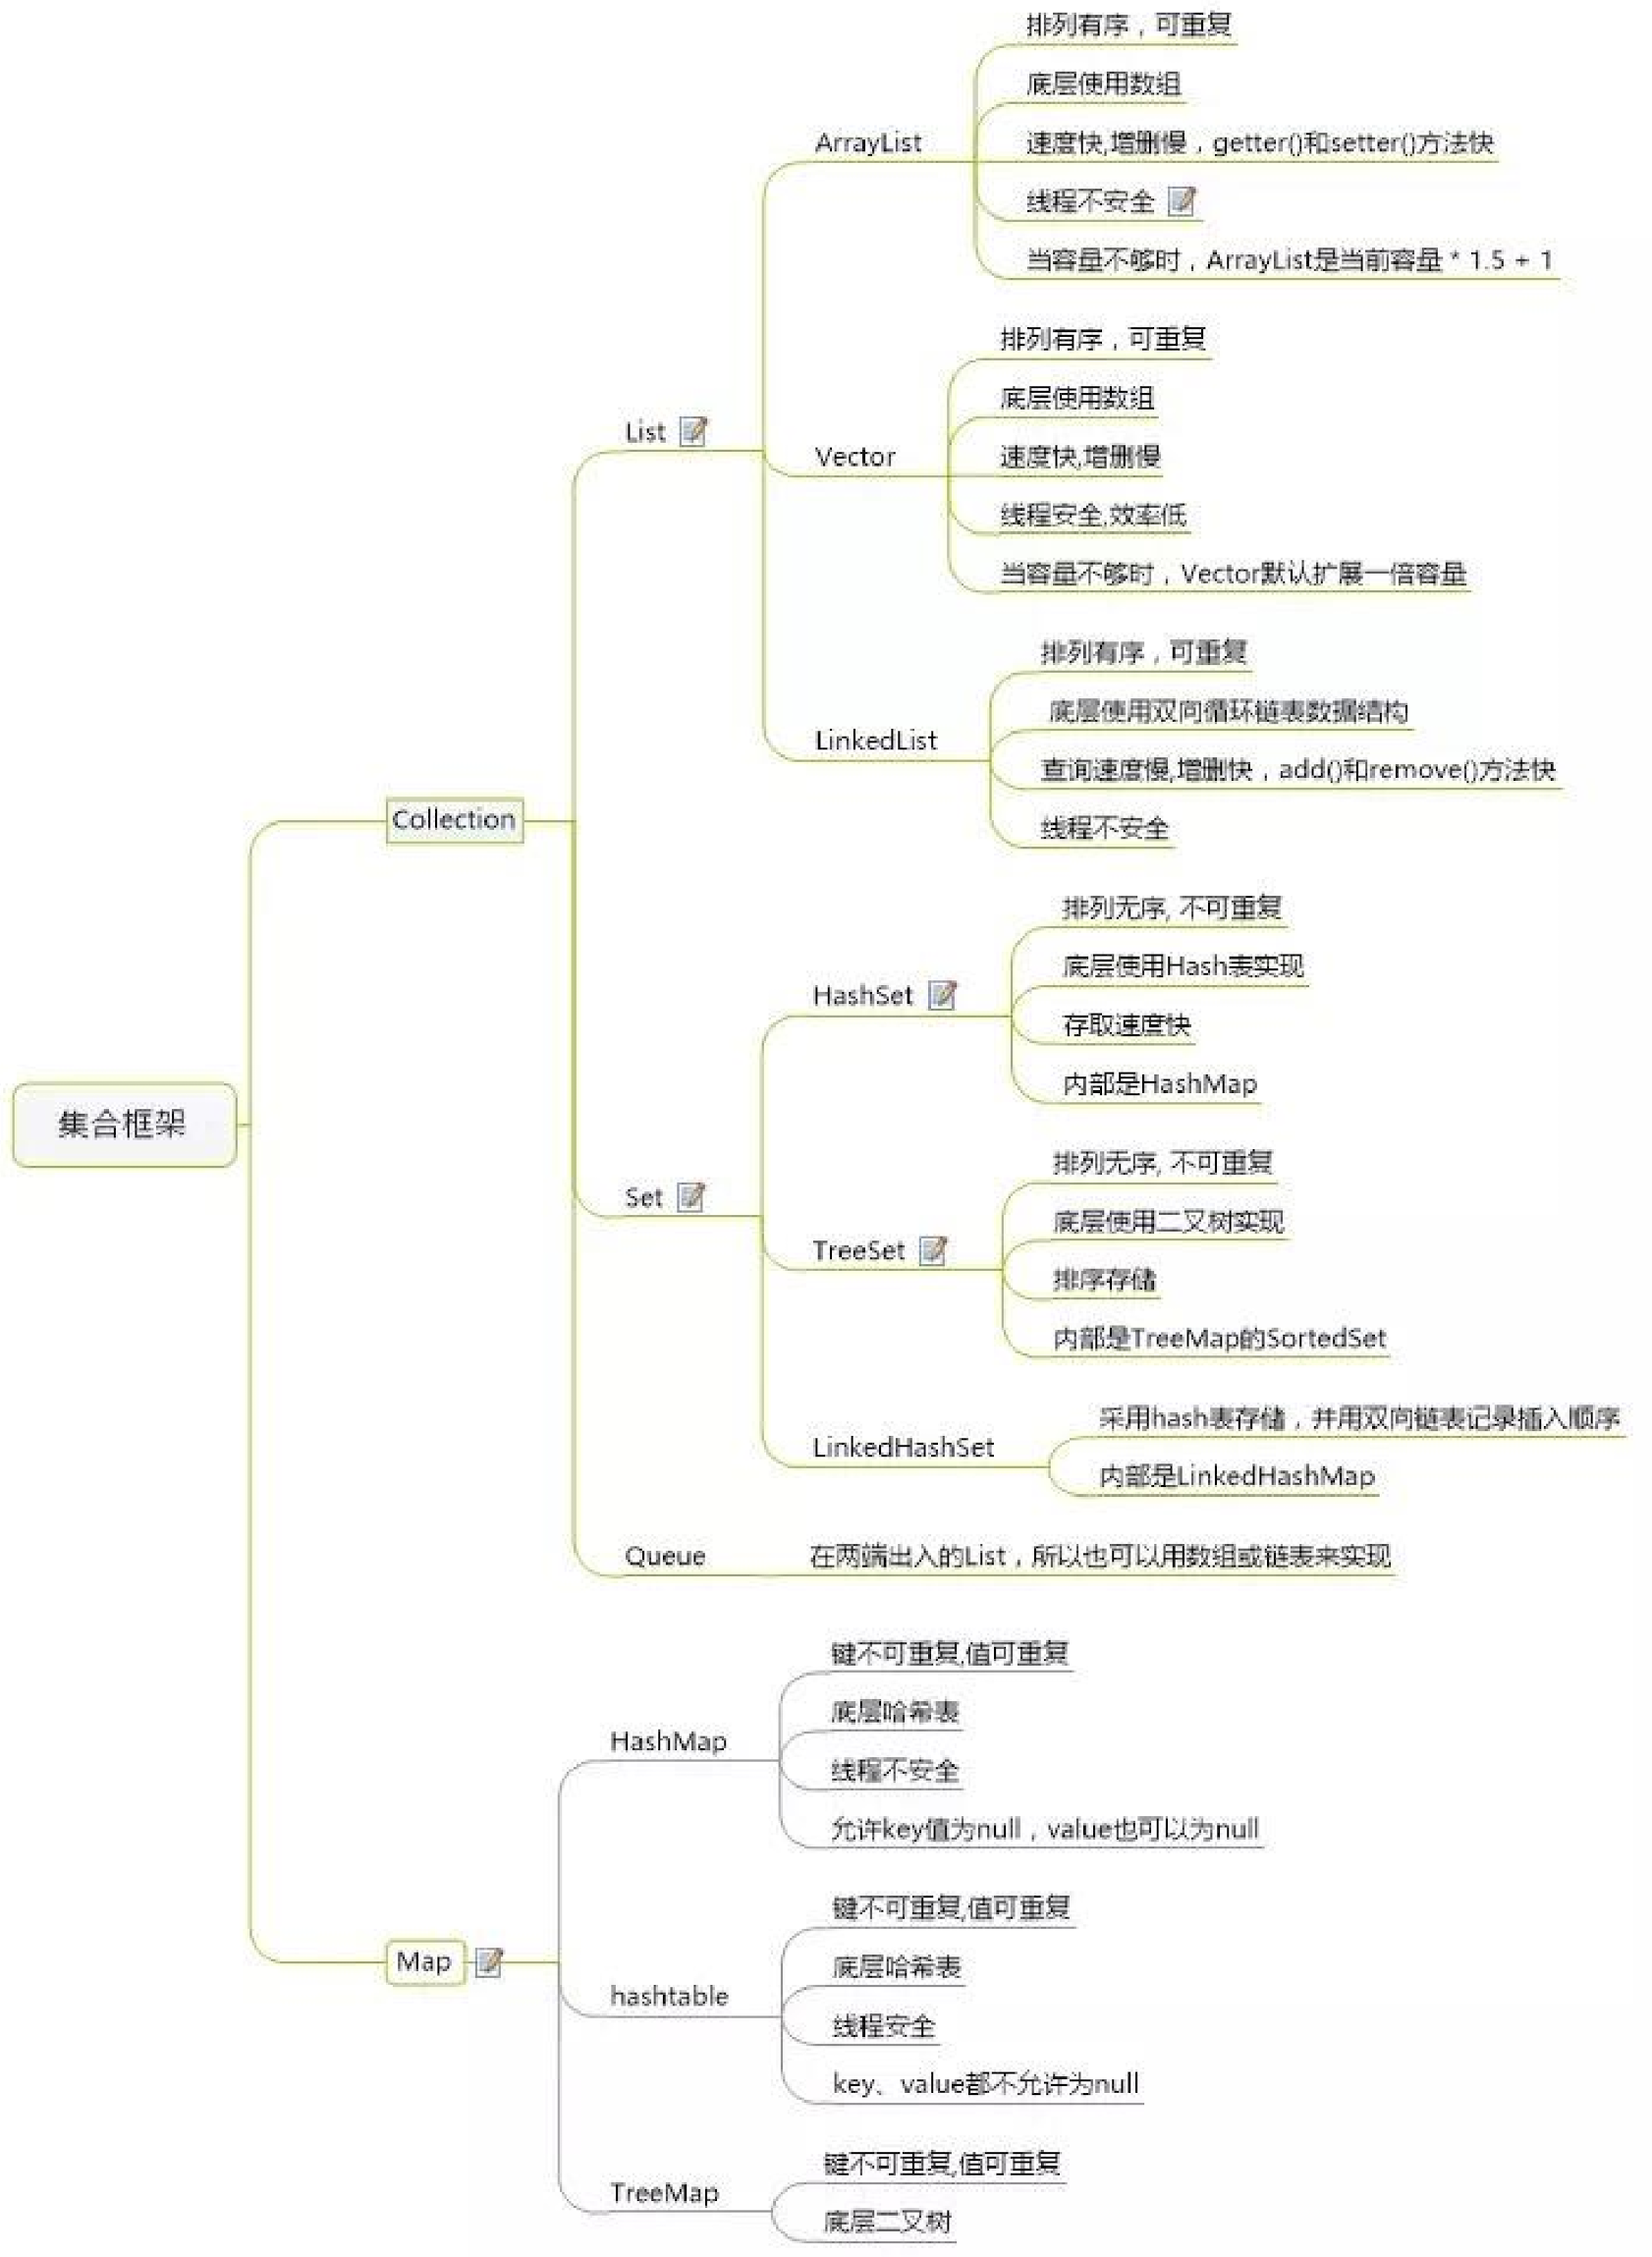 集合框架
Collection
List
ArrayList
排列有序，可重复
底层使用数组
速度快,增删慢，getter()和setter()方法快
线程不安全
当容量不够时，ArrayList是当前容量 * 1.5 + 1
Vector
排列有序，可重复
底层使用数组
速度快,增删慢
线程安全,效率低
当容量不够时，Vector默认扩展一倍容量
LinkedList
排列有序，可重复
底层使用双向循环链表数据结构
查询速度慢,增删快，add()和remove()方法快
线程不安全
Set
HashSet
排列无序, 不可重复
底层使用Hash表实现
存取速度快
内部是HashMap
TreeSet
排列无序, 不可重复
底层使用二叉树实现
排序存储
内部是TreeMap的SortedSet
LinkedHashSet
采用hash表存储，并用双向链表记录插入顺序
内部是LinkedHashMap
Queue
在两端出入的List，所以也可以用数组或链表来实现
Map
HashMap
键不可重复,值可重复
底层哈希表
线程不安全
允许key值为null，value也可以为null
hashtable
键不可重复,值可重复
底层哈希表
线程安全
key、value都不允许为null
TreeMap
键不可重复,值可重复
底层二叉树